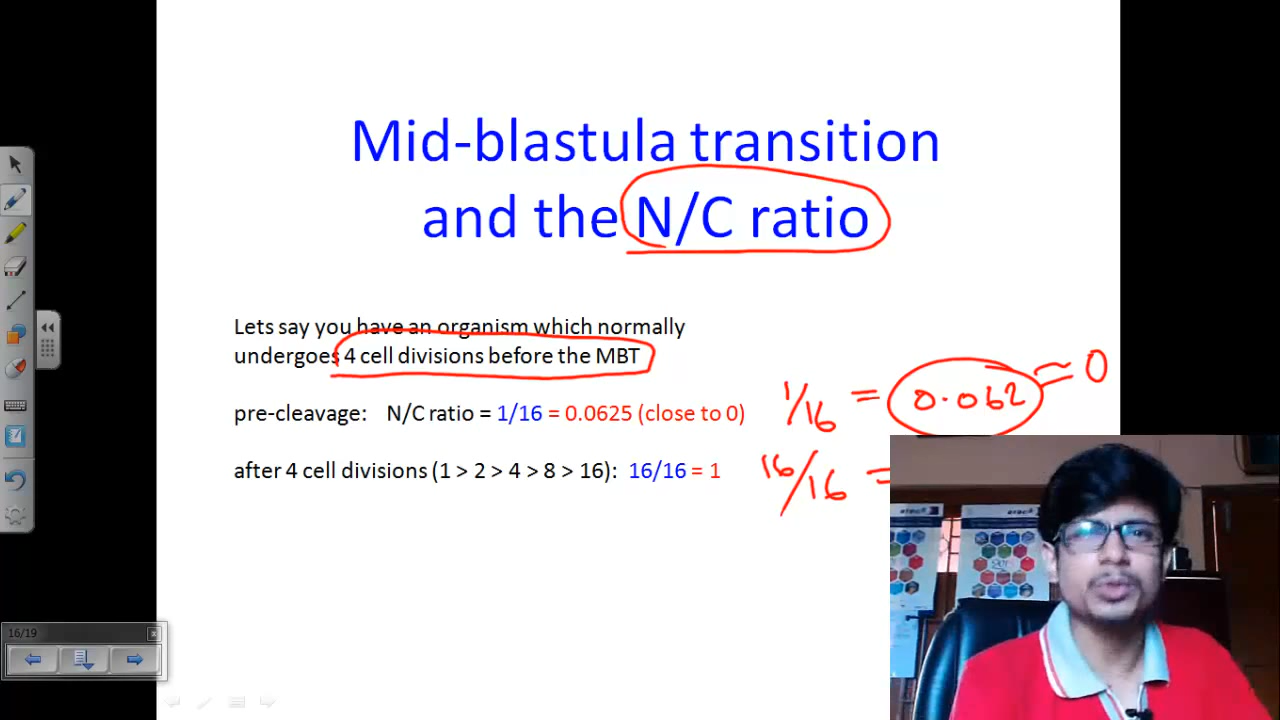 Mid-blastula transition
and the N/C ratio
Lets say you have an organism which normally
undergoes 4 cell divisions before the MBT
pre-cleavage: N/C ratio = 1/16 = 0.0625 (close to 0)
after 4 cell divisions (1 > 2 > 4 > 8 > 16): 16/16 = 1
1/16 = 0.062 ≈ 0
16/16 =
16/19